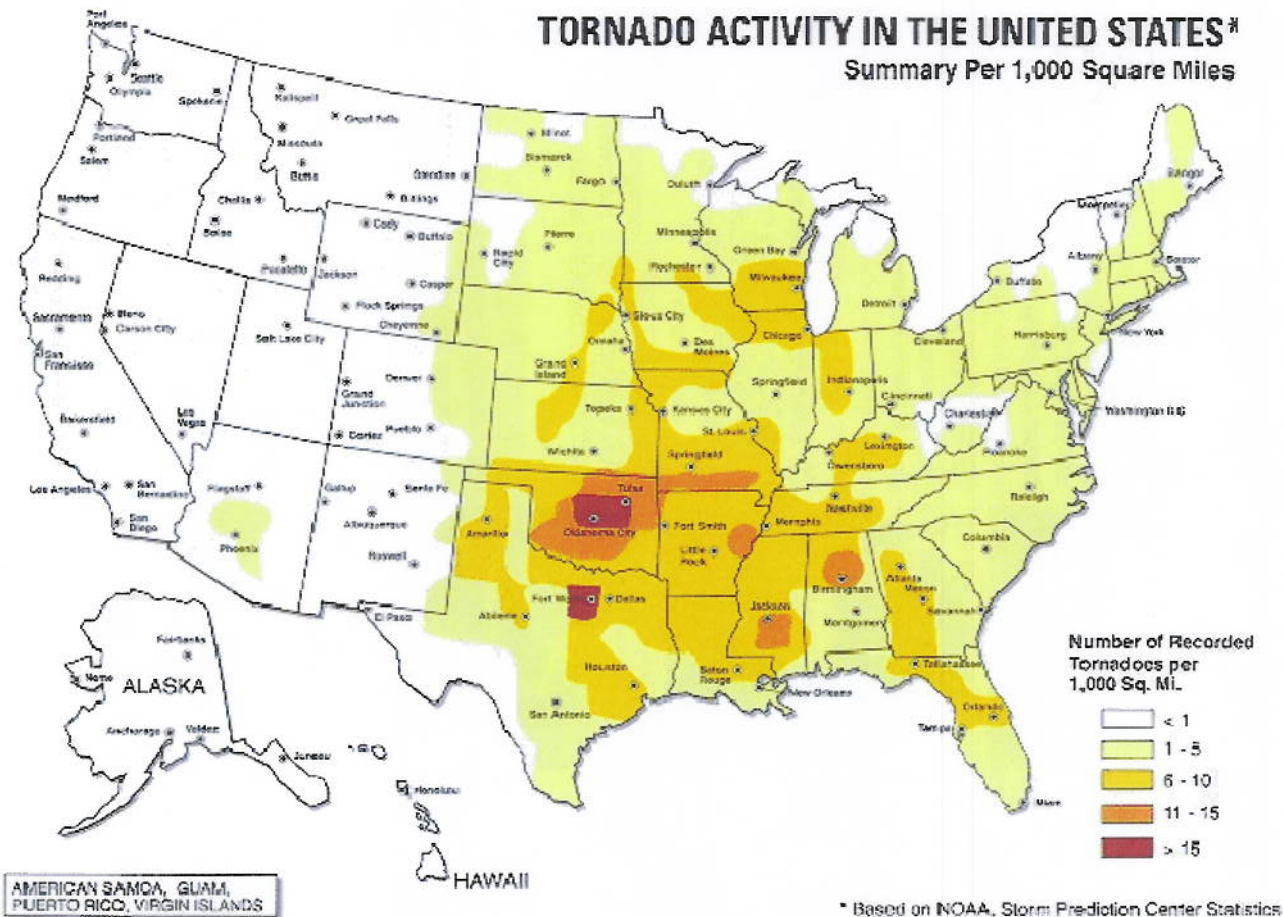 TORNADO ACTIVITY IN THE UNITED STATES*
Summary Per 1,000 Square Miles
Port Angeles
Seattle
Olympia
Spokane
Portland
Salem
Medford
Kalispell
Great Falls
Missoula
Butte
Glendive
Billings
Challis
Boise
Pocatello
Cody
Buffalo
Jackson
Casper
Rock Springs
Cheyenne
Redding
Sacramento
Reno
Carson City
San Francisco
Bakersfield
Los Angeles
San Bernardino
San Diego
Las Vegas
Salt Lake City
Denver
Grand Junction
Cortez
Pueblo
Flagstaff
Phoenix
Gallup
Santa Fe
Albuquerque
Roswell
El Paso
Minot
Bismarck
Fargo
Rapid City
Pierre
Duluth
Minneapolis
Rochester
Green Bay
Milwaukee
Sioux City
Des Moines
Omaha
Grand Island
Chicago
Detroit
Springfield
Indianapolis
Cleveland
Cincinnati
Topeka
Kansas City
St. Louis
Wichita
Springfield
Owensboro
Lexington
Charleston
Roanoke
Washington DC
Harrisburg
New York
Buffalo
Albany
Montpelier
Bangor
Boston
Tulsa
Oklahoma City
Fort Smith
Little Rock
Memphis
Nashville
Raleigh
Columbia
Amarillo
Abilene
Fort Worth
Dallas
Jackson
Birmingham
Montgomery
Atlanta
Macon
Savannah
Houston
San Antonio
Baton Rouge
New Orleans
Tallahassee
Orlando
Tampa
Miami
Fairbanks
Nome
ALASKA
Anchorage
Valdez
Juneau
Honolulu
HAWAII
Number of Recorded
Tornadoes per
1,000 Sq. Mi.
< 1
1 - 5
6 - 10
11 - 15
> 15
AMERICAN SAMOA, GUAM,
PUERTO RICO, VIRGIN ISLANDS
* Based on NOAA, Storm Prediction Center Statistics